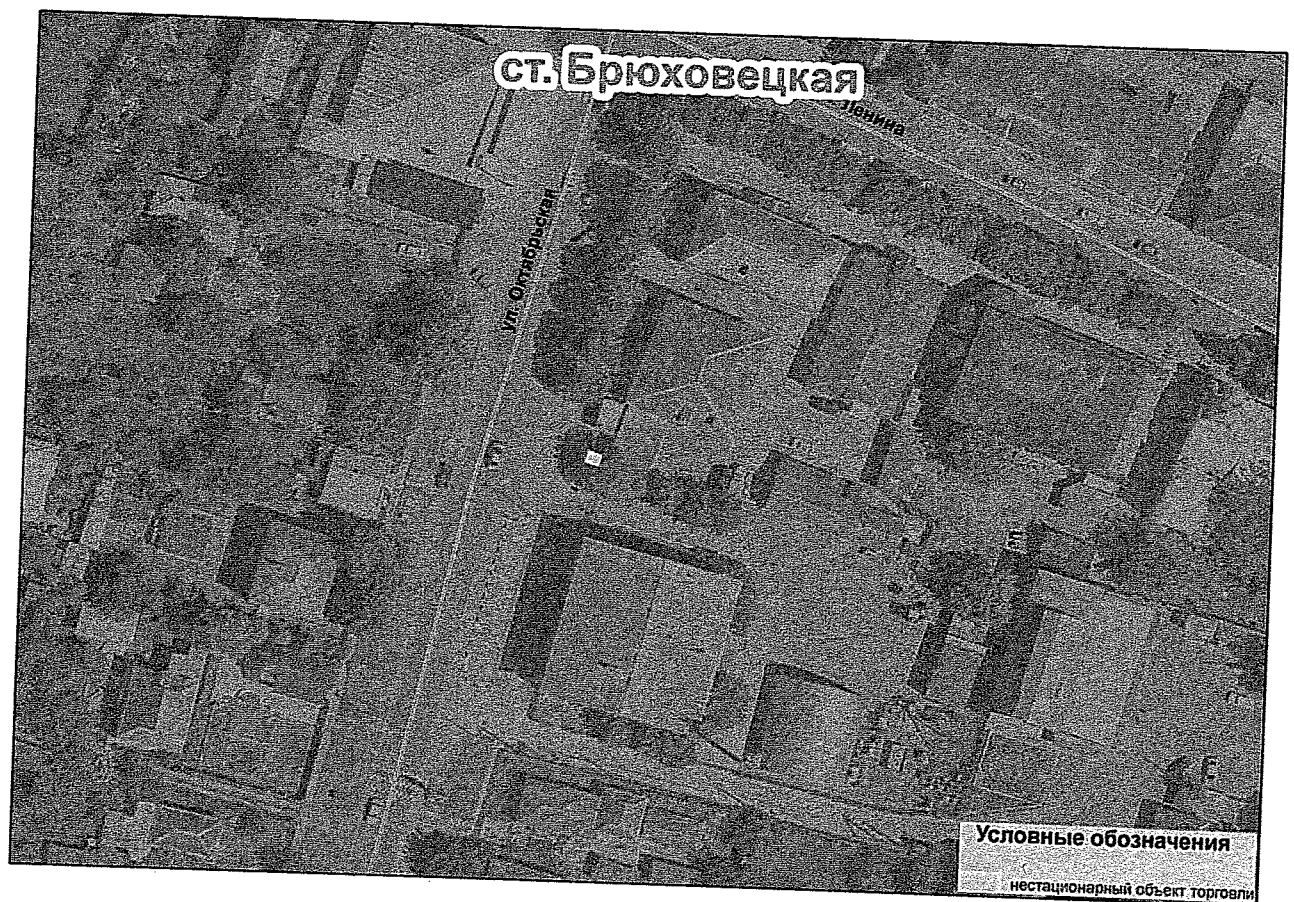 ст. Брюховецкая
Ленина
ул. Октябрьская
Условные обозначения
нестационарный объект торговли